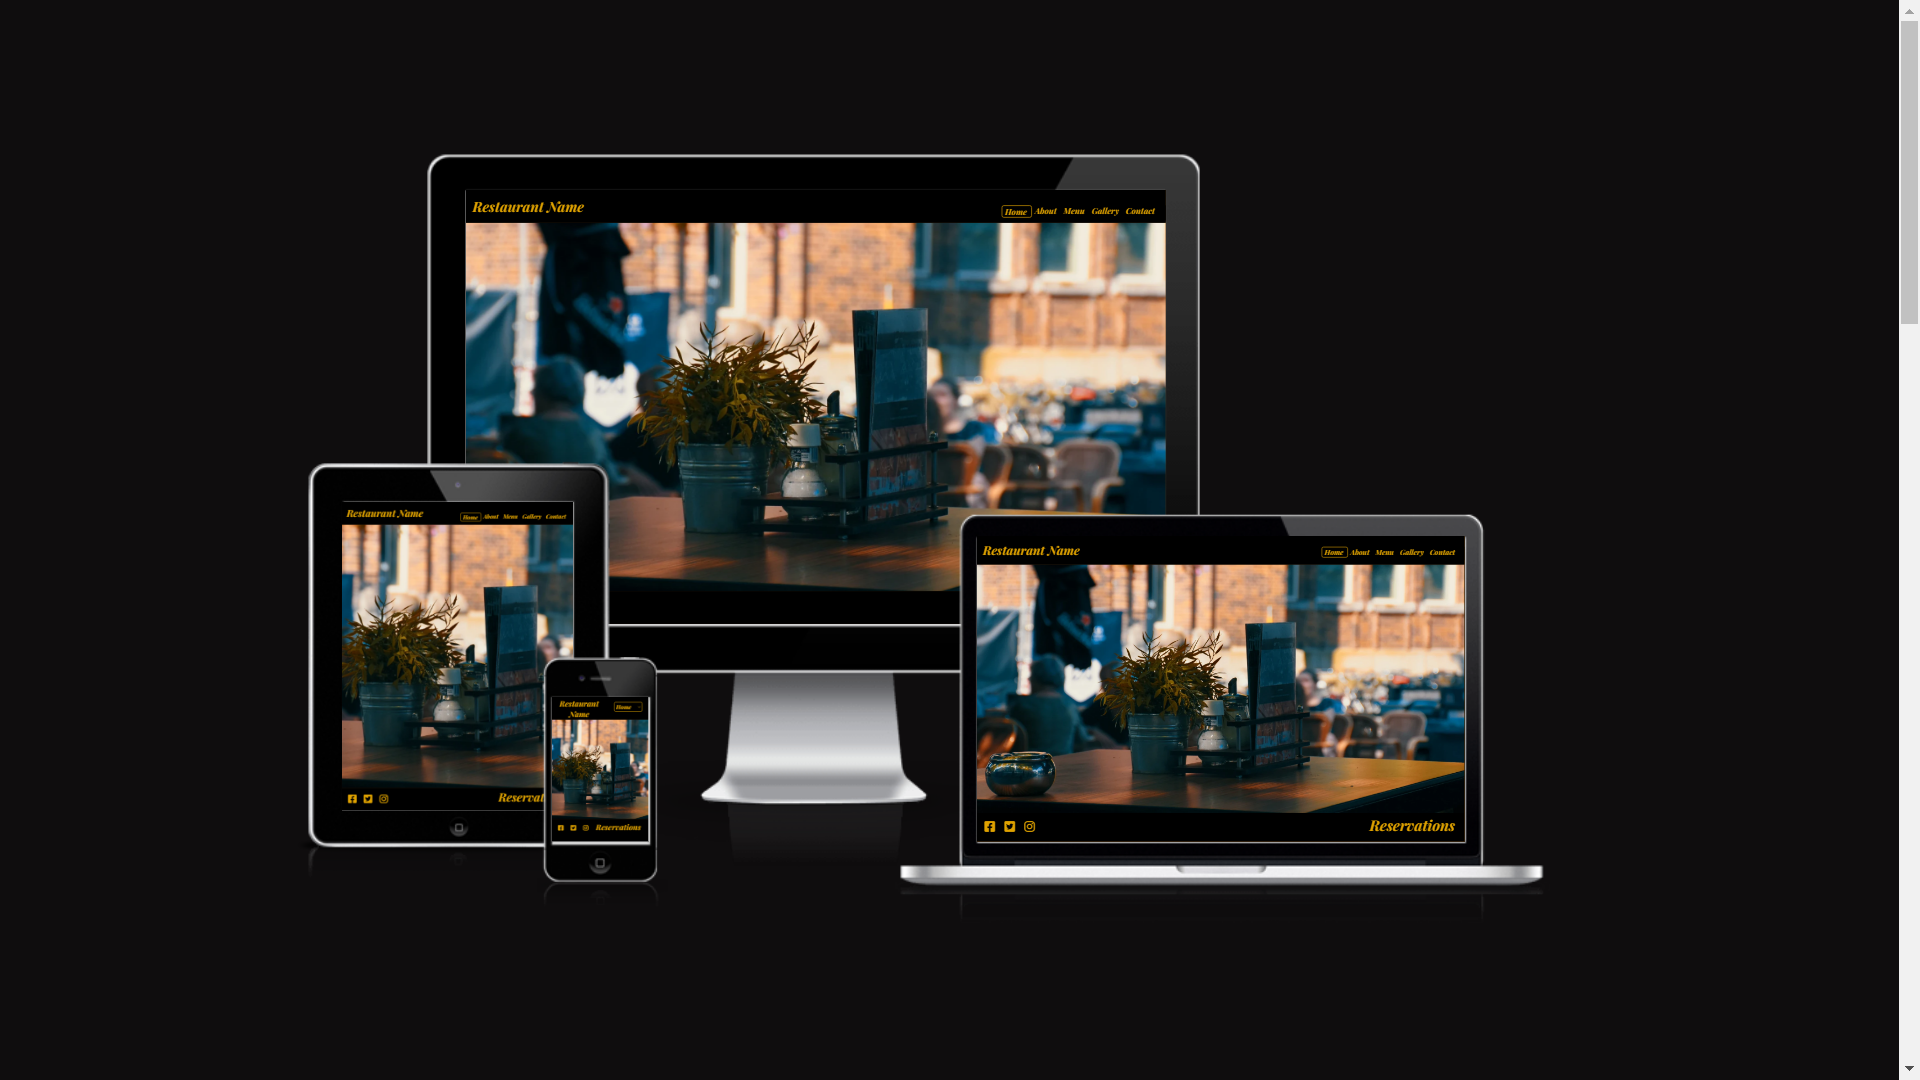 Restaurant Name
Home About Menu Gallery Contact
Restaurant Name
Home About Menu Gallery Contact
Reservat
Restaurant
Name
Home
Reservations
Restaurant Name
Home About Menu Gallery Contact
Reservations